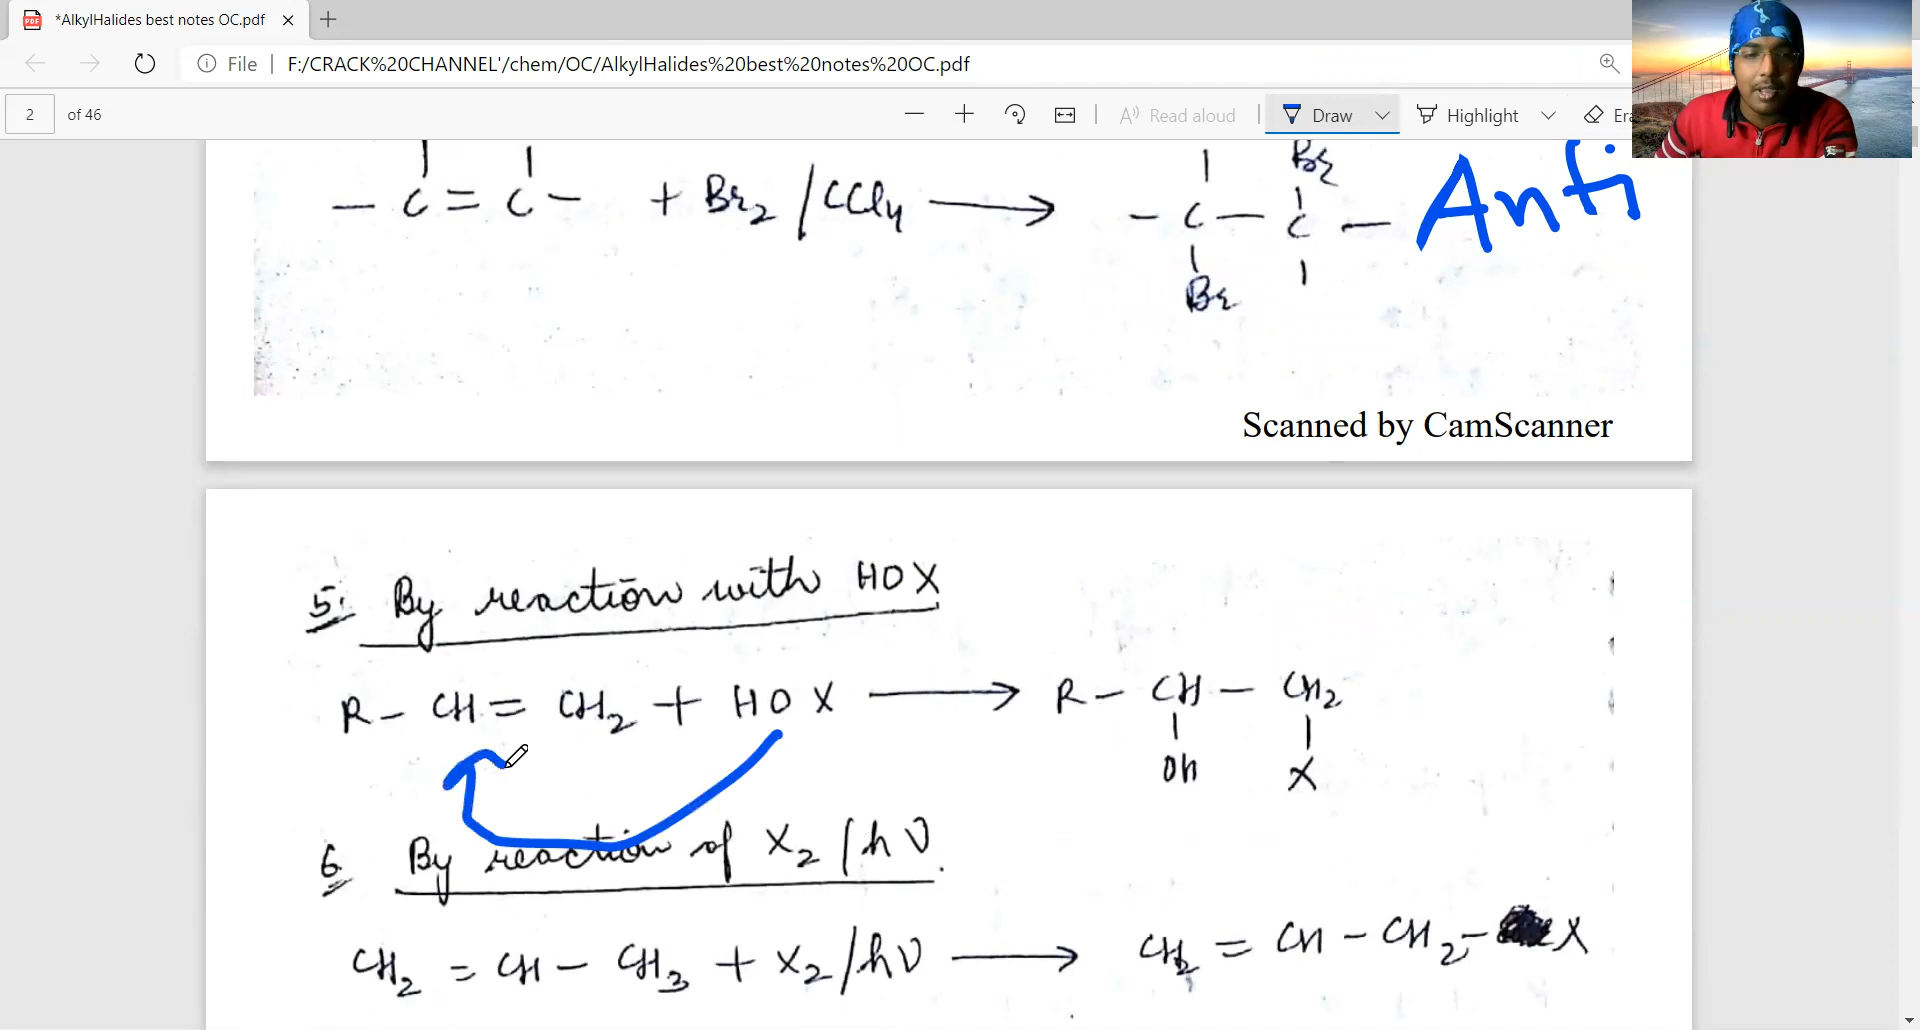 *AlkylHalides best notes OC.pdf
File F:/CRACK%20CHANNEL'/chem/OC/AlkylHalides%20best%20notes%20OC.pdf
2 of 46 Read aloud Draw Highlight Era
Br
— C = C — + Br2 / CCl4 ⟶ — C — C — Anti
Br
Scanned by CamScanner
5. By reaction with HOX
R — CH = CH2 + HOX ⟶ R — CH — CH2
OH X
6 By reaction of X2/hν.
CH2 = CH — CH3 + X2/hν ⟶ CH2 = CH — CH2 — X